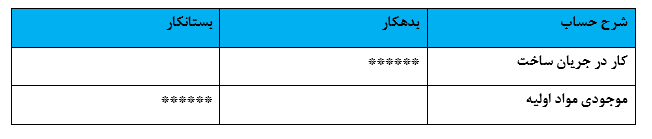 شرح حساب بدهکار بستانکار
کار در جریان ساخت ******
موجودی مواد اولیه ******